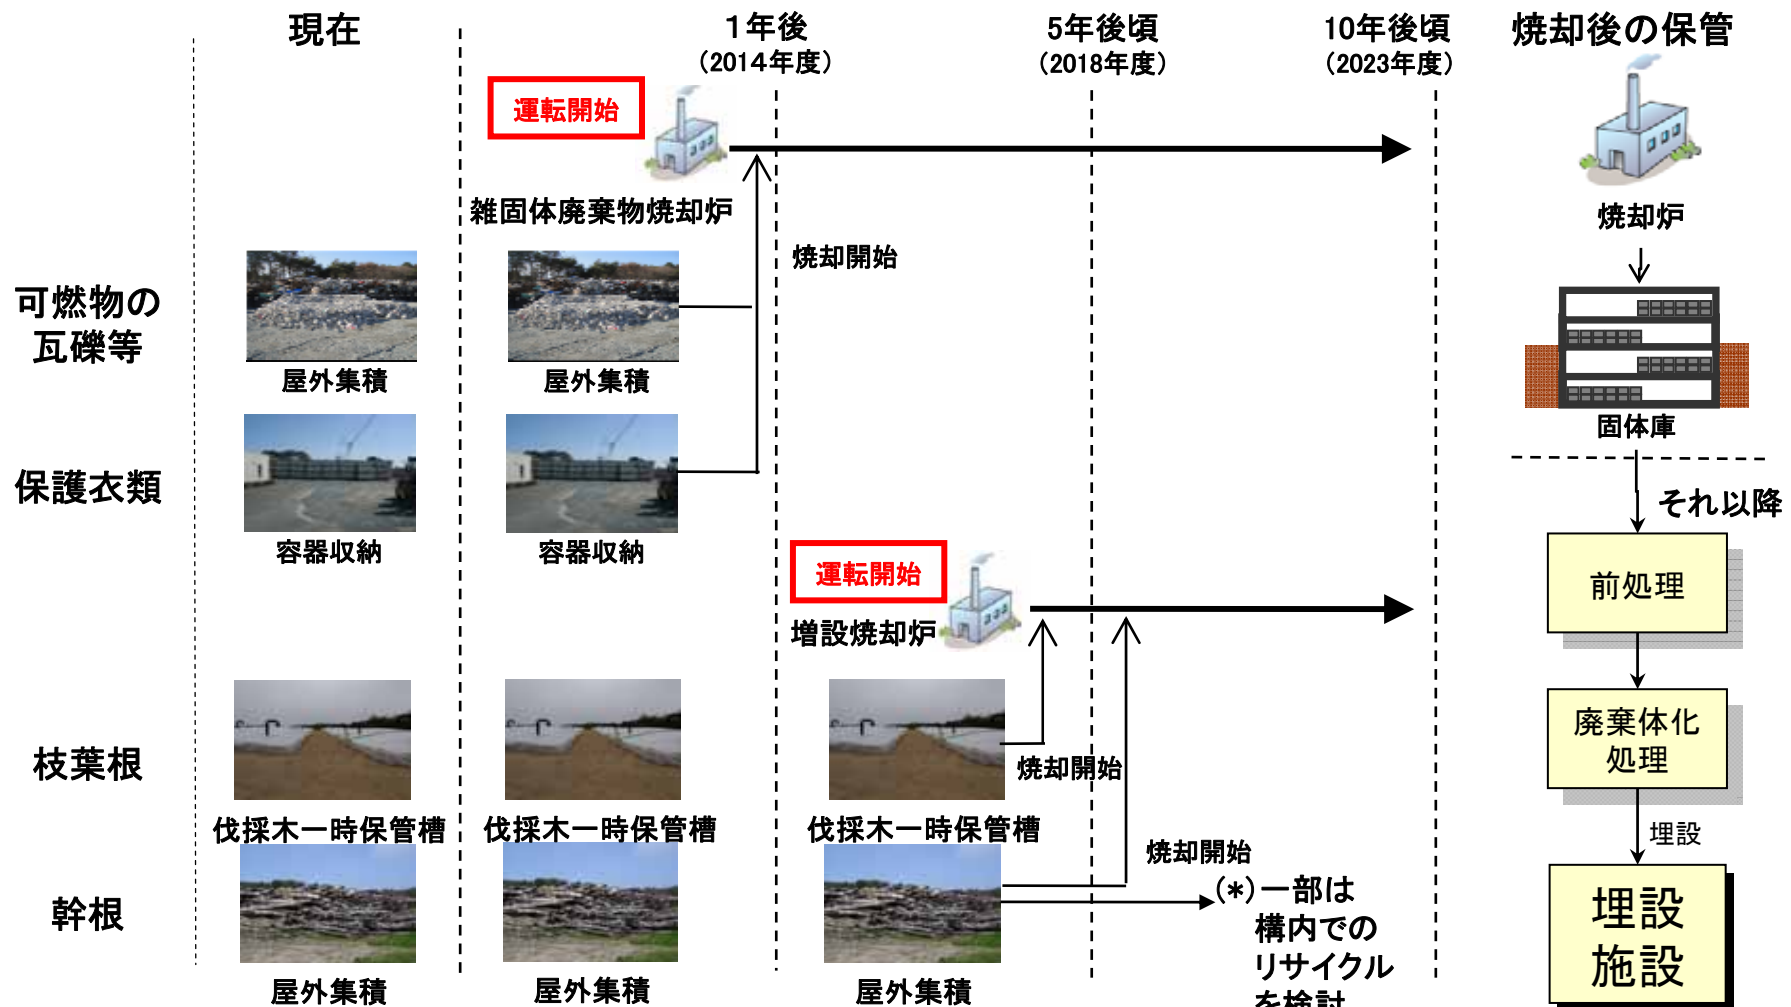 現在
1年後
（2014年度）
5年後頃
（2018年度）
10年後頃
（2023年度）
焼却後の保管
運転開始
雑固体廃棄物焼却炉
焼却開始
焼却炉
可燃物の
瓦礫等
屋外集積
屋外集積
固体庫
保護衣類
容器収納
容器収納
それ以降
運転開始
増設焼却炉
前処理
枝葉根
焼却開始
廃棄体化
処理
伐採木一時保管槽
伐採木一時保管槽
伐採木一時保管槽
埋設
幹根
焼却開始
(*)一部は
構内での
リサイクル
を検討
屋外集積
屋外集積
屋外集積
埋設
施設